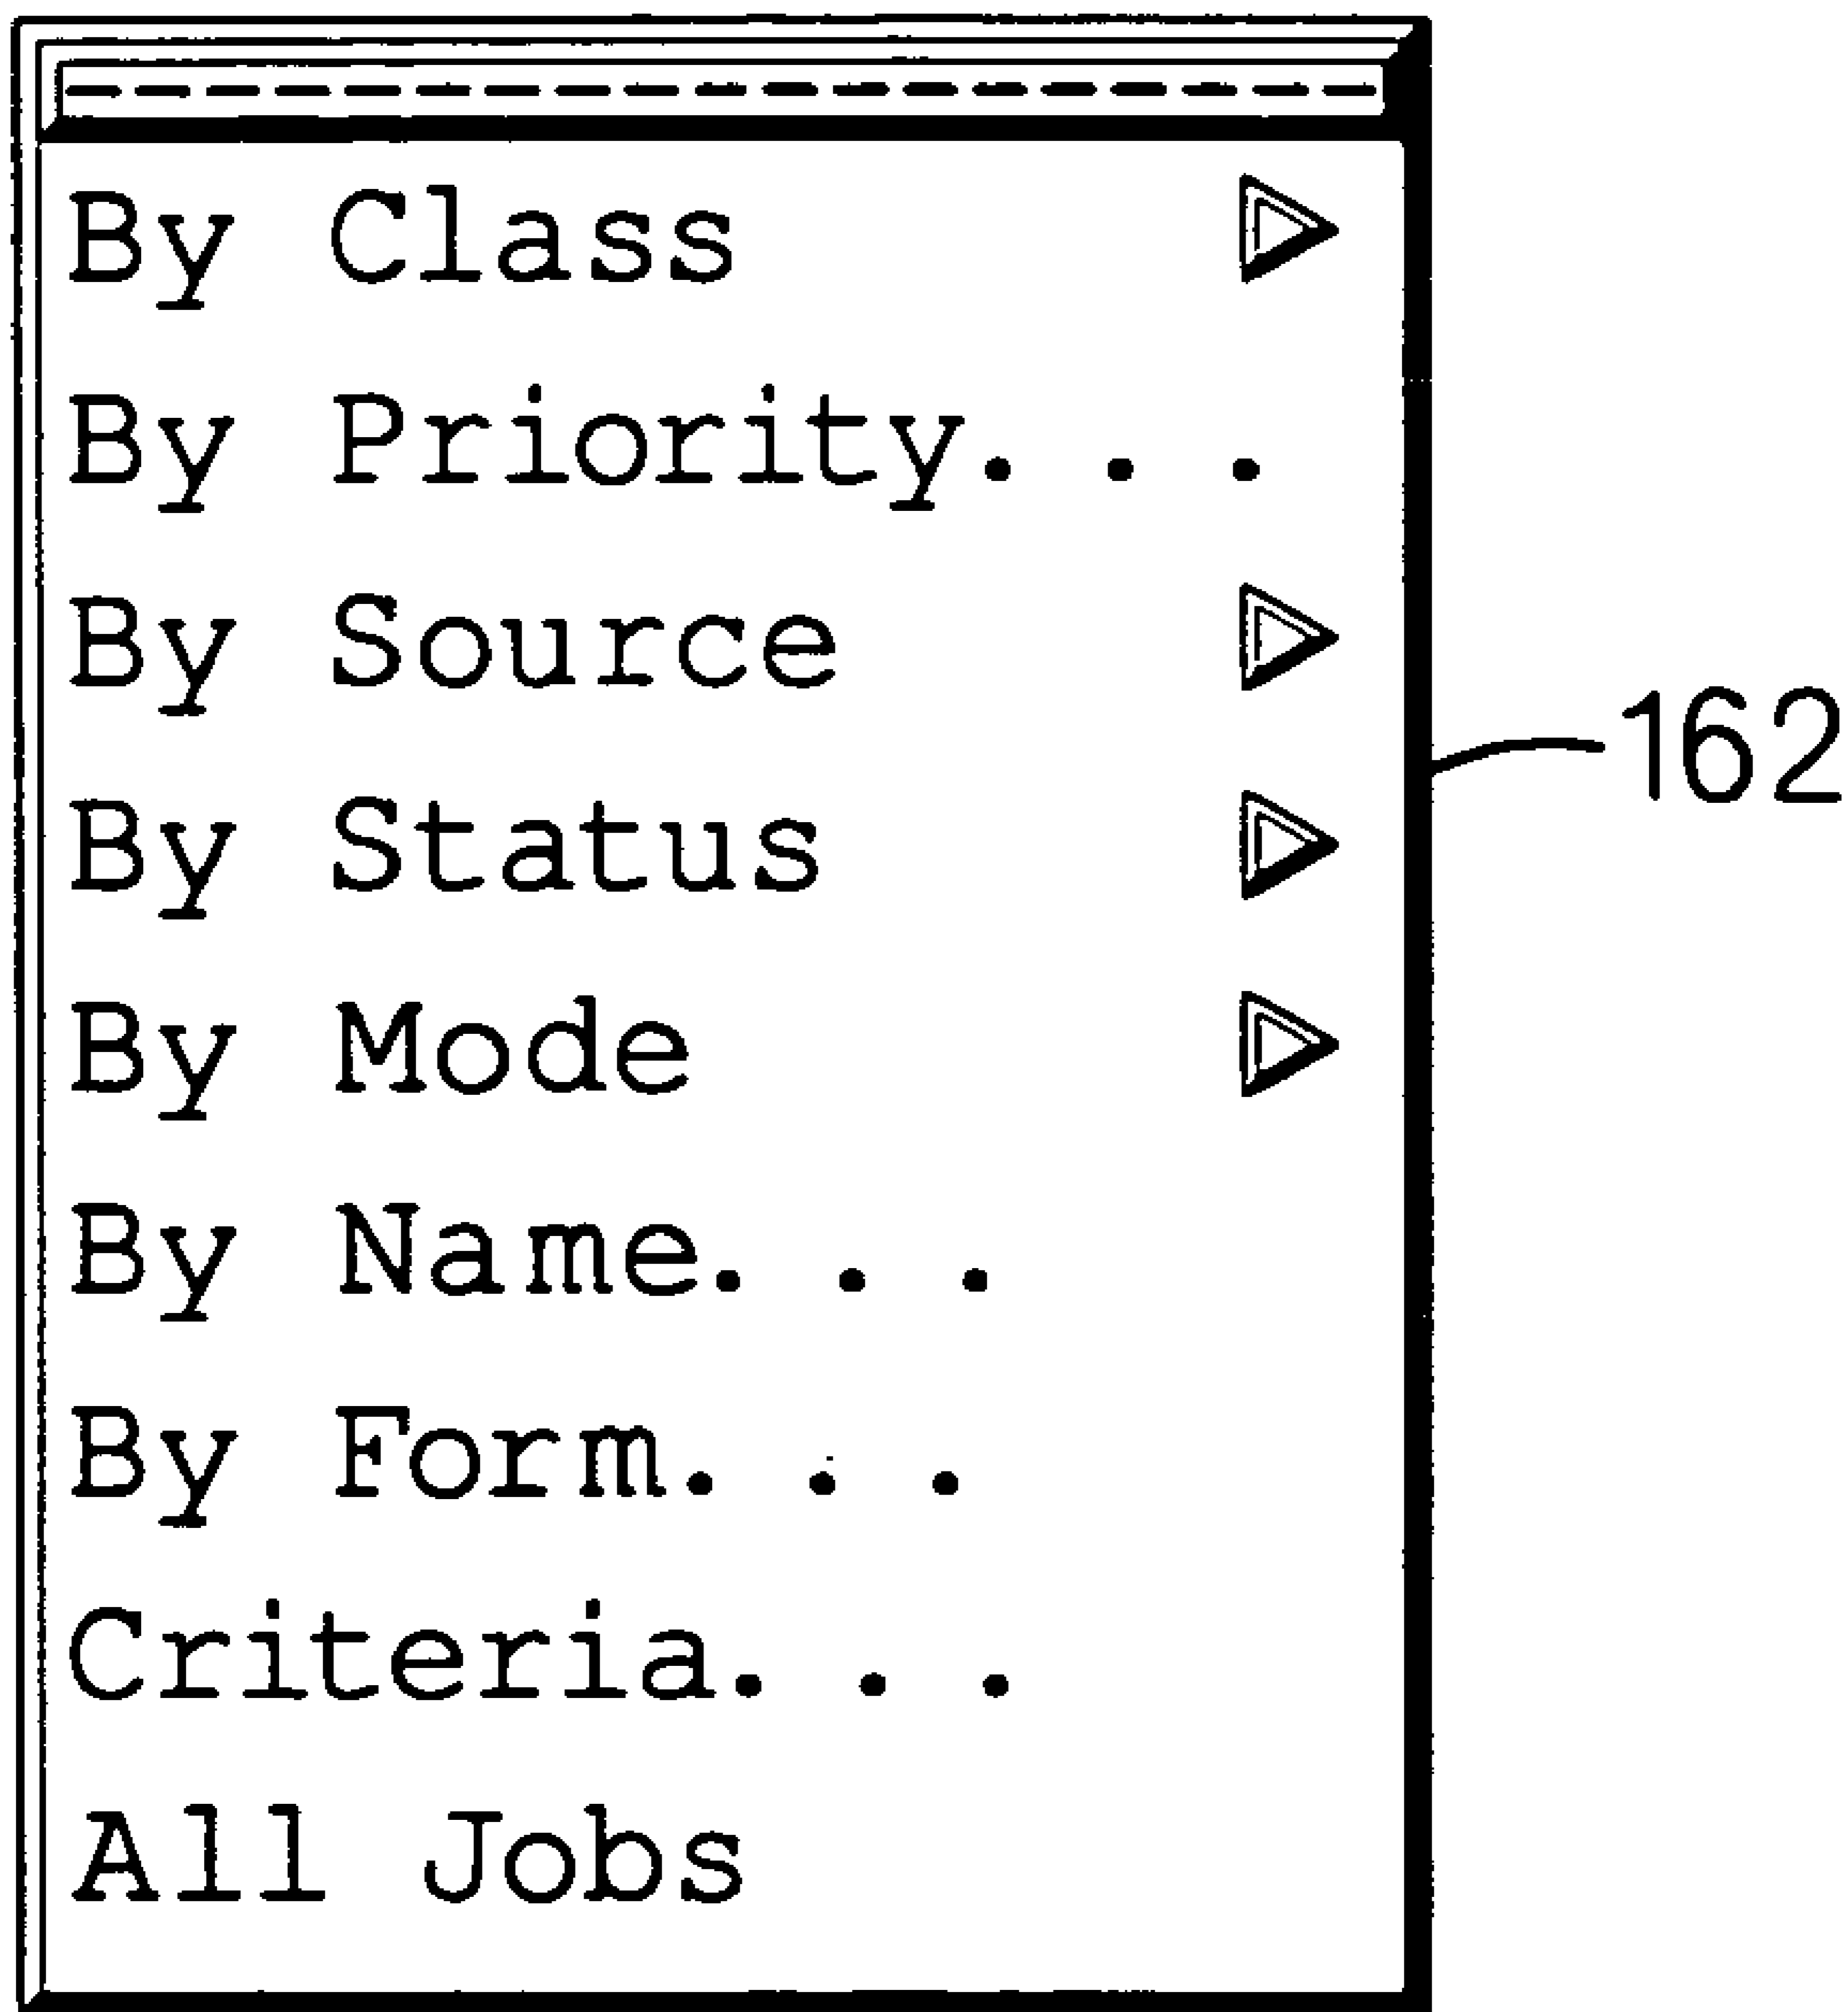 By Class
By Priority. . .
By Source
162
By Status
By Mode
By Name. . .
By Form. . .
Criteria. . .
All Jobs